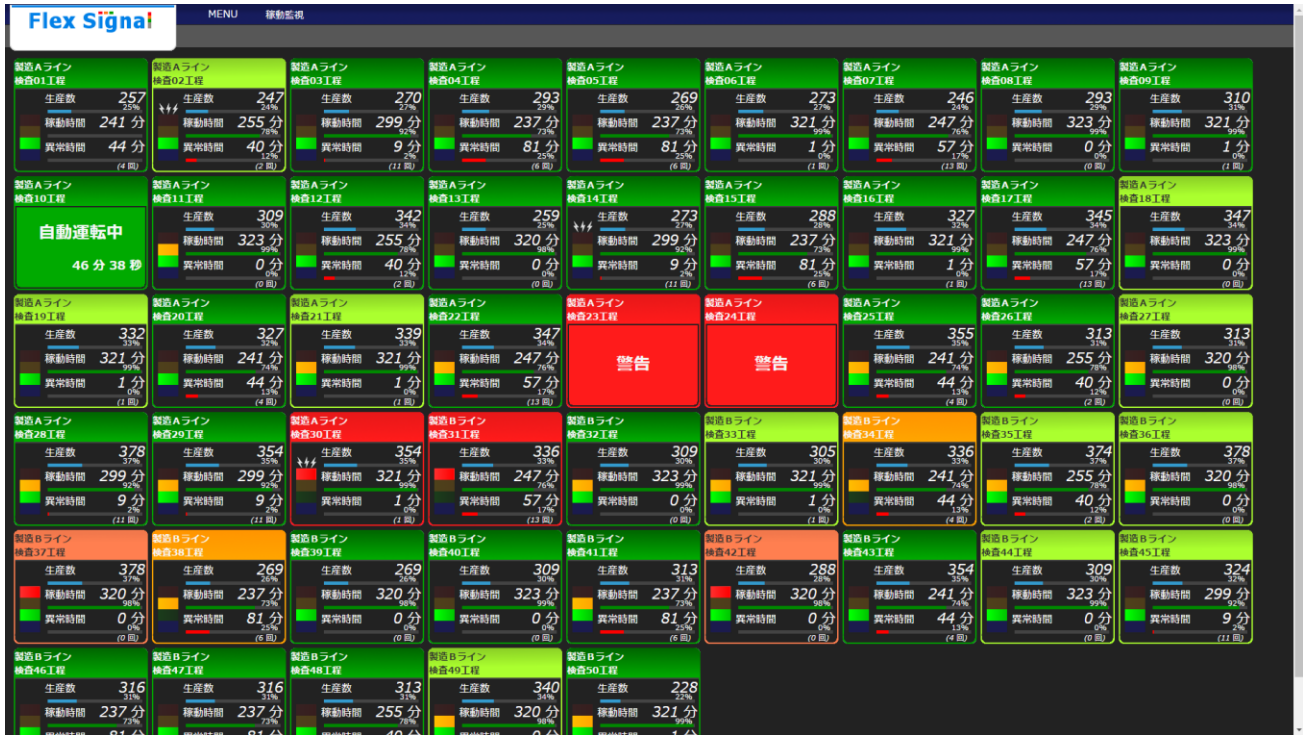 Flex Signal
MENU 稼動監視
製造Aライン 製造Aライン 製造Aライン 製造Aライン 製造Aライン 製造Aライン 製造Aライン 製造Aライン 製造Aライン
検査01工程 検査02工程 検査03工程 検査04工程 検査05工程 検査06工程 検査07工程 検査08工程 検査09工程
生産数 257 生産数 247 生産数 270 生産数 293 生産数 269 生産数 273 生産数 246 生産数 293 生産数 310
25% 24% 27% 29% 26% 27% 24% 29% 31%
稼動時間 241 分 稼動時間 255 分 稼動時間 299 分 稼動時間 237 分 稼動時間 237 分 稼動時間 321 分 稼動時間 247 分 稼動時間 323 分 稼動時間 321 分
78% 92% 73% 73% 99% 76% 99% 99%
異常時間 44 分 異常時間 40 分 異常時間 9 分 異常時間 81 分 異常時間 81 分 異常時間 1 分 異常時間 57 分 異常時間 0 分 異常時間 1 分
12% 2% 25% 25% 0% 17% 0% 0%
(4 回) (2 回) (11 回) (6 回) (6 回) (1 回) (13 回) (0 回) (1 回)
製造Aライン 製造Aライン 製造Aライン 製造Aライン 製造Aライン 製造Aライン 製造Aライン 製造Aライン 製造Aライン
検査10工程 検査11工程 検査12工程 検査13工程 検査14工程 検査15工程 検査16工程 検査17工程 検査18工程
自動運転中 生産数 309 生産数 342 生産数 259 生産数 273 生産数 288 生産数 327 生産数 345 生産数 347
30% 34% 25% 27% 28% 32% 34% 34%
稼動時間 323 分 稼動時間 255 分 稼動時間 320 分 稼動時間 299 分 稼動時間 237 分 稼動時間 321 分 稼動時間 247 分 稼動時間 323 分
99% 78% 98% 92% 73% 99% 76% 99%
46 分 38 秒 異常時間 0 分 異常時間 40 分 異常時間 0 分 異常時間 9 分 異常時間 81 分 異常時間 1 分 異常時間 57 分 異常時間 0 分
0% 12% 0% 2% 25% 0% 17% 0%
(0 回) (2 回) (0 回) (11 回) (6 回) (1 回) (13 回) (0 回)
製造Aライン 製造Aライン 製造Aライン 製造Aライン 製造Aライン 製造Aライン 製造Aライン 製造Aライン 製造Aライン
検査19工程 検査20工程 検査21工程 検査22工程 検査23工程 検査24工程 検査25工程 検査26工程 検査27工程
生産数 332 生産数 327 生産数 339 生産数 347 生産数 355 生産数 313 生産数 313
33% 32% 33% 34% 35% 31% 31%
稼動時間 321 分 稼動時間 241 分 稼動時間 321 分 稼動時間 247 分 警告 警告 稼動時間 241 分 稼動時間 255 分 稼動時間 320 分
99% 74% 99% 76% 74% 78% 98%
異常時間 1 分 異常時間 44 分 異常時間 1 分 異常時間 57 分 異常時間 44 分 異常時間 40 分 異常時間 0 分
0% 13% 0% 17% 13% 12% 0%
(1 回) (4 回) (1 回) (13 回) (4 回) (2 回) (0 回)
製造Aライン 製造Aライン 製造Aライン 製造Bライン 製造Bライン 製造Bライン 製造Bライン 製造Bライン 製造Bライン
検査28工程 検査29工程 検査30工程 検査31工程 検査32工程 検査33工程 検査34工程 検査35工程 検査36工程
生産数 378 生産数 354 生産数 354 生産数 336 生産数 309 生産数 305 生産数 336 生産数 374 生産数 378
37% 35% 35% 33% 30% 30% 33% 37% 37%
稼動時間 299 分 稼動時間 299 分 稼動時間 321 分 稼動時間 247 分 稼動時間 323 分 稼動時間 321 分 稼動時間 241 分 稼動時間 255 分 稼動時間 320 分
92% 92% 99% 76% 99% 99% 74% 78% 98%
異常時間 9 分 異常時間 9 分 異常時間 1 分 異常時間 57 分 異常時間 0 分 異常時間 1 分 異常時間 44 分 異常時間 40 分 異常時間 0 分
2% 2% 0% 17% 0% 0% 13% 12% 0%
(11 回) (11 回) (1 回) (13 回) (0 回) (1 回) (4 回) (2 回) (0 回)
製造Bライン 製造Bライン 製造Bライン 製造Bライン 製造Bライン 製造Bライン 製造Bライン 製造Bライン 製造Bライン
検査37工程 検査38工程 検査39工程 検査40工程 検査41工程 検査42工程 検査43工程 検査44工程 検査45工程
生産数 378 生産数 269 生産数 269 生産数 309 生産数 313 生産数 288 生産数 354 生産数 309 生産数 324
37% 26% 26% 30% 31% 28% 35% 30% 32%
稼動時間 320 分 稼動時間 237 分 稼動時間 320 分 稼動時間 323 分 稼動時間 237 分 稼動時間 320 分 稼動時間 241 分 稼動時間 323 分 稼動時間 299 分
98% 73% 98% 99% 73% 98% 74% 99% 92%
異常時間 0 分 異常時間 81 分 異常時間 0 分 異常時間 0 分 異常時間 81 分 異常時間 0 分 異常時間 44 分 異常時間 0 分 異常時間 9 分
0% 25% 0% 0% 25% 0% 13% 0% 2%
(0 回) (6 回) (0 回) (0 回) (6 回) (0 回) (4 回) (0 回) (11 回)
製造Bライン 製造Bライン 製造Bライン 製造Bライン 製造Bライン
検査46工程 検査47工程 検査48工程 検査49工程 検査50工程
生産数 316 生産数 316 生産数 313 生産数 340 生産数 228
31% 31% 31% 34% 22%
稼動時間 237 分 稼動時間 237 分 稼動時間 255 分 稼動時間 320 分 稼動時間 321 分
73% 73% 78% 98% 99%